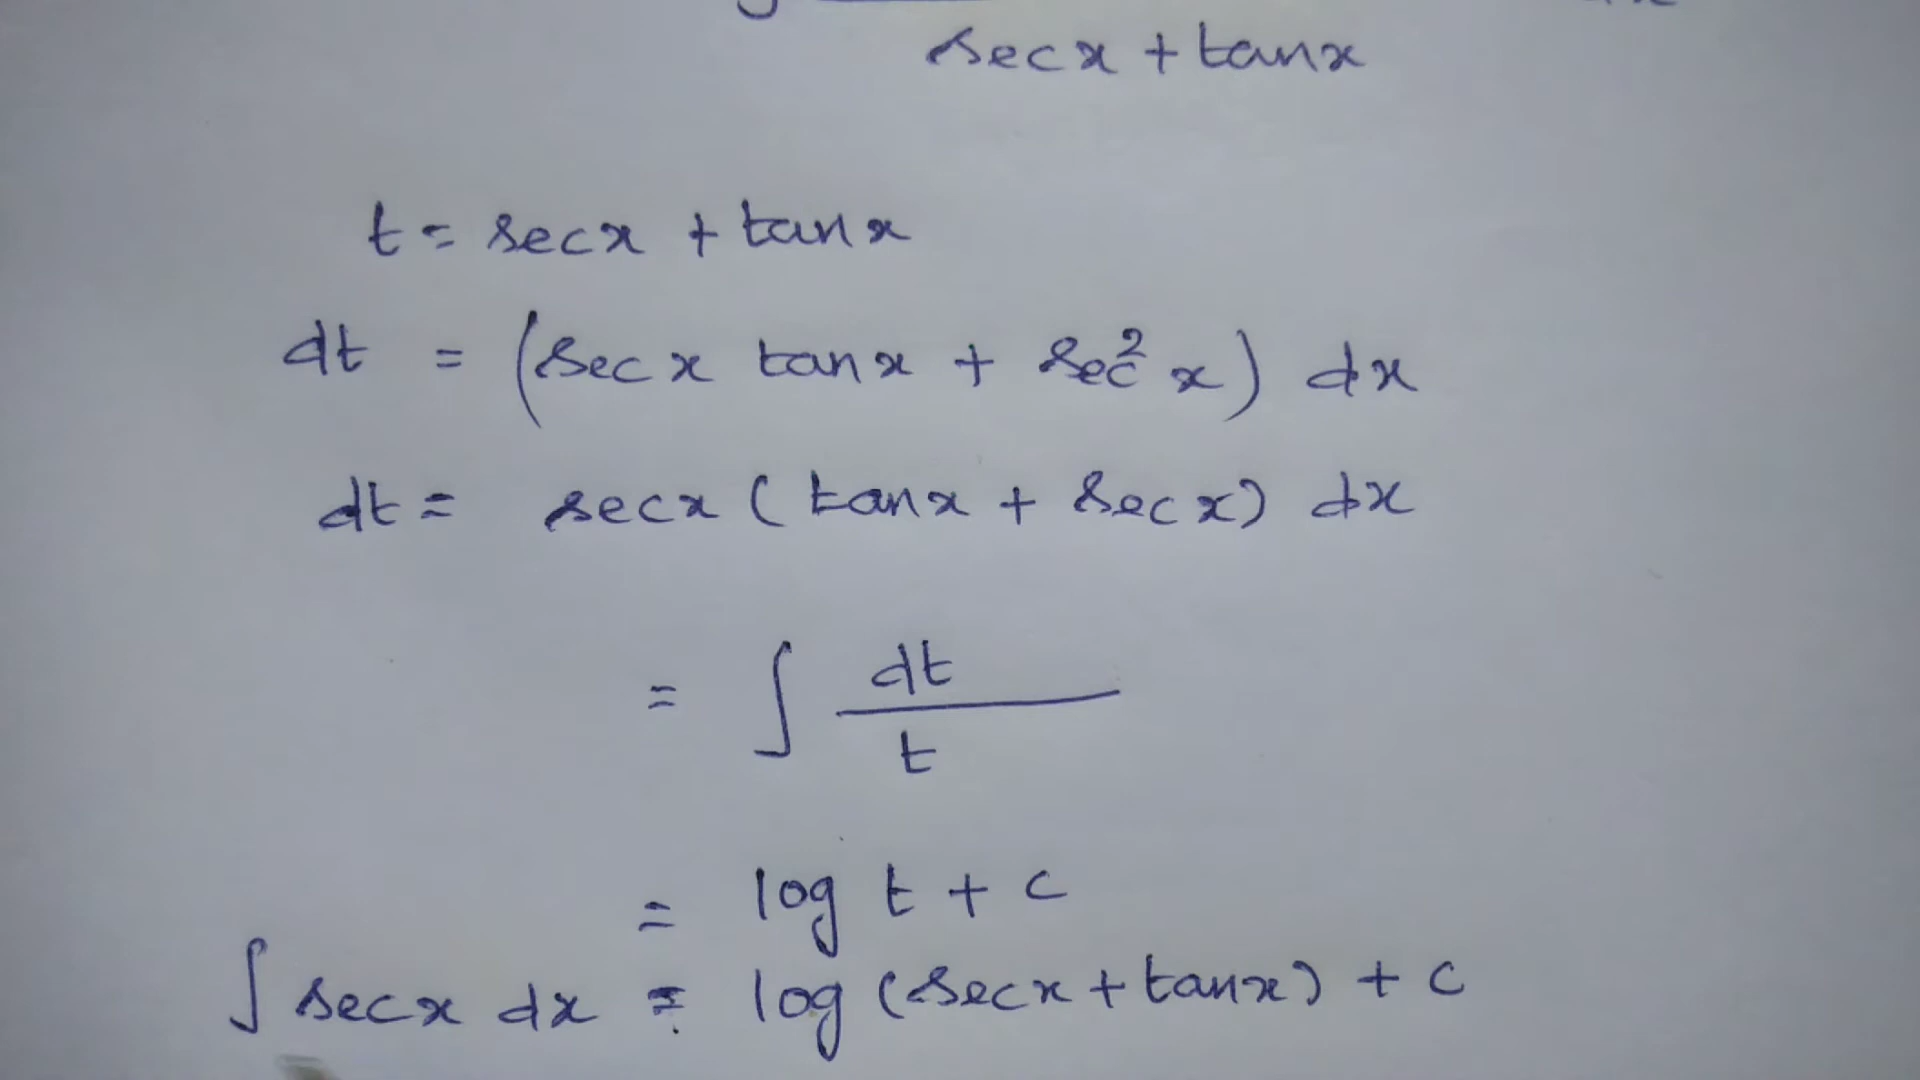 secx + tanx
t = secx + tanx
dt = (secx tanx + sec²x) dx
dt = secx (tanx + secx) dx
= ∫ dt
t
= log t + c
∫ secx dx = log (secx + tanx) + c